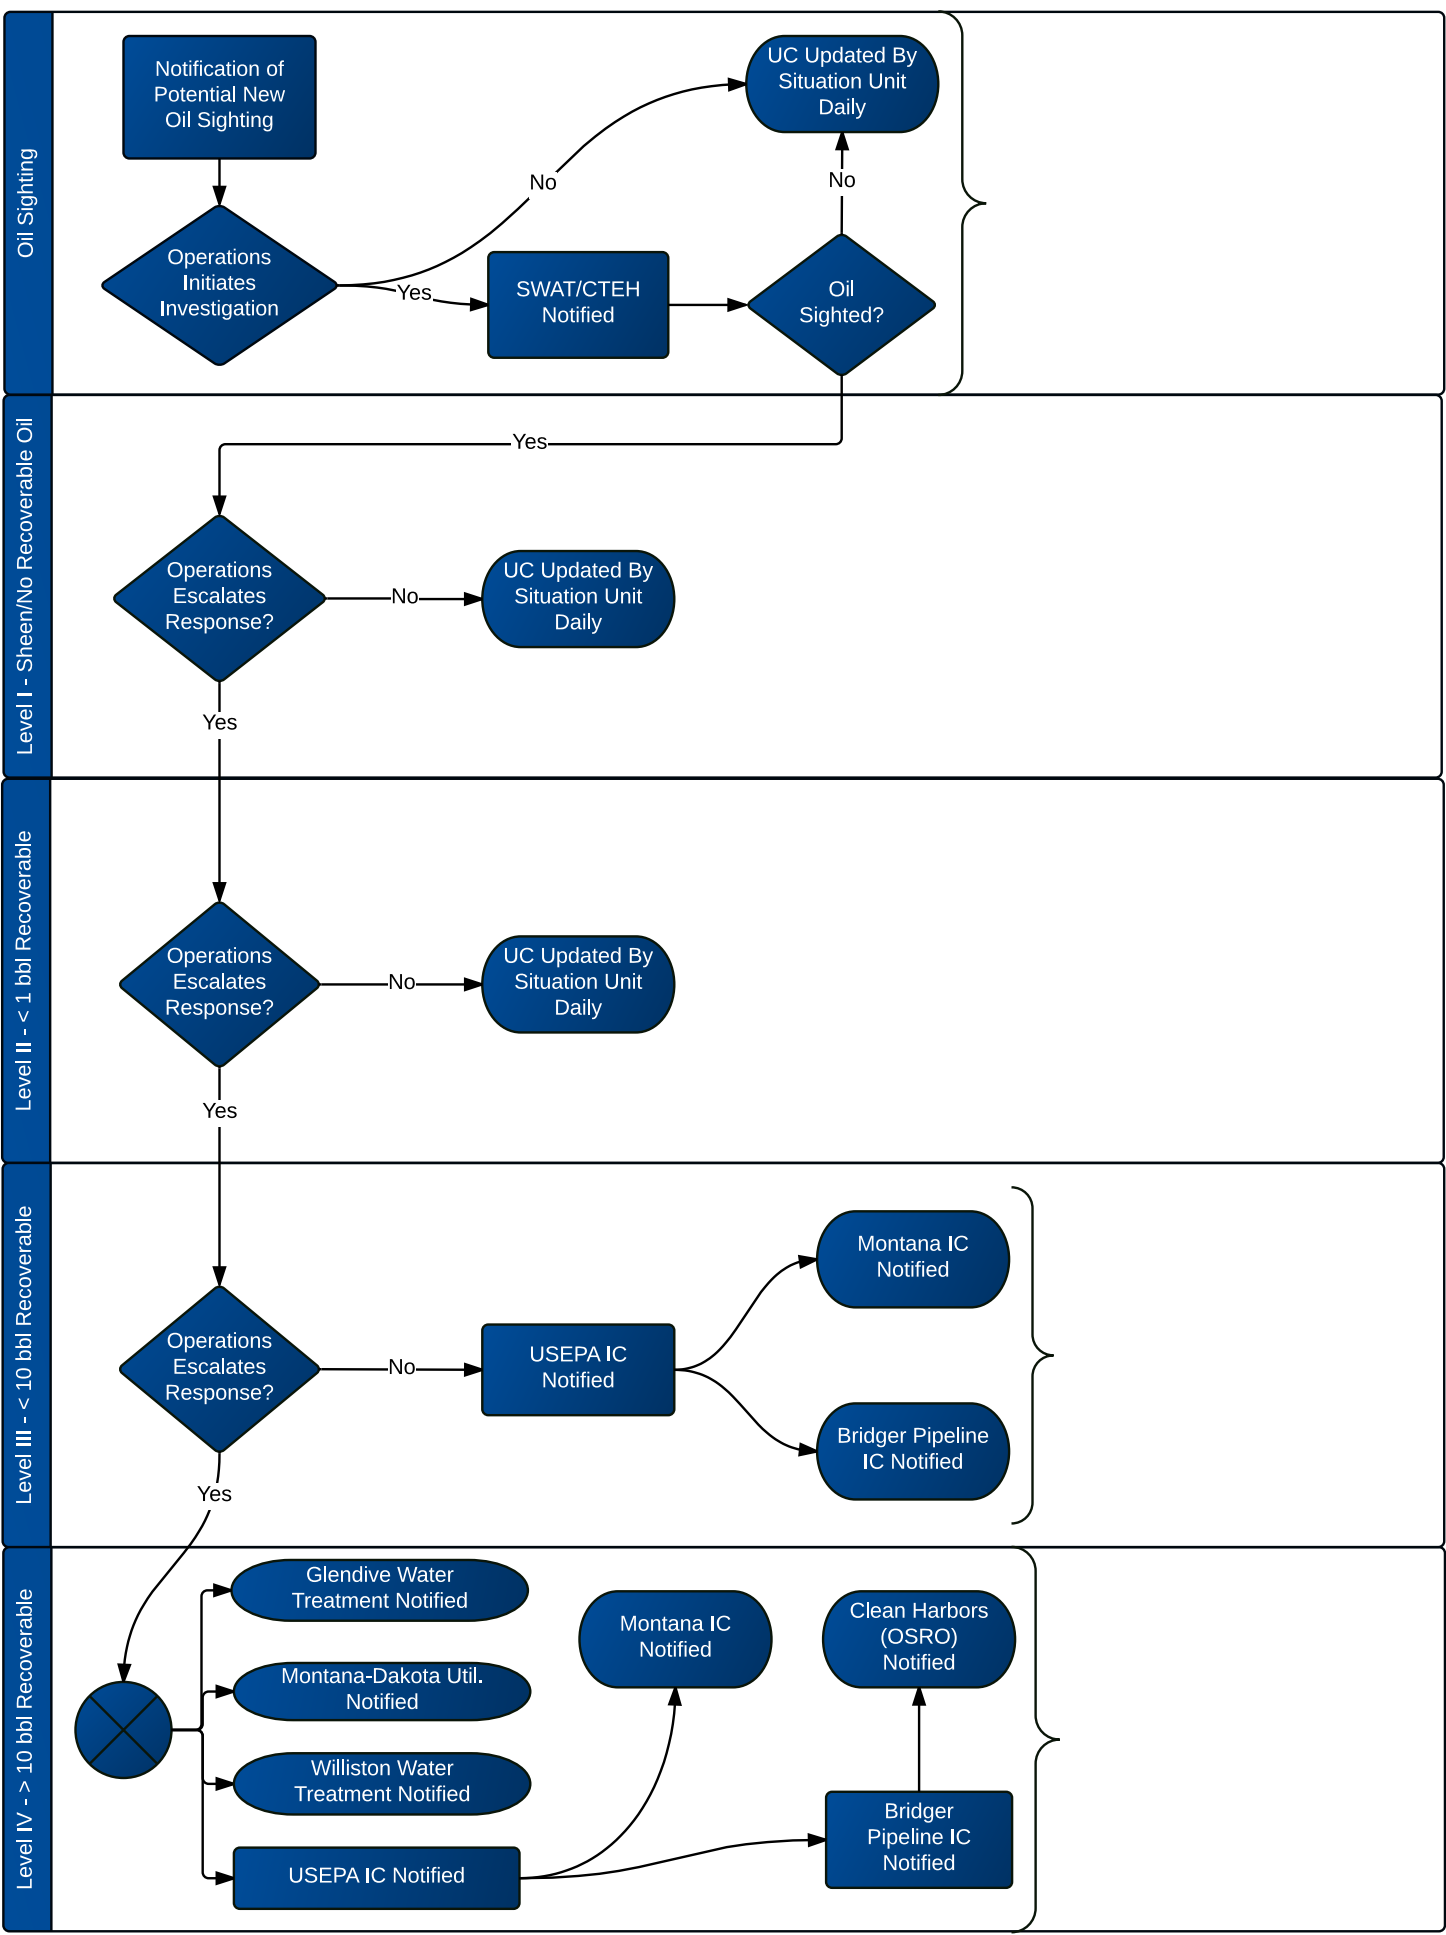 Oil Sighting
Notification of
Potential New
Oil Sighting
UC Updated By
Situation Unit
Daily
No
No
Operations
Initiates
Investigation
Yes
SWAT/CTEH
Notified
Oil
Sighted?
Level I - Sheen/No Recoverable Oil
Yes
Operations
Escalates
Response?
No
UC Updated By
Situation Unit
Daily
Yes
Level II - < 1 bbl Recoverable
Operations
Escalates
Response?
No
UC Updated By
Situation Unit
Daily
Yes
Level III - < 10 bbl Recoverable
Operations
Escalates
Response?
No
USEPA IC
Notified
Montana IC
Notified
Bridger Pipeline
IC Notified
Yes
Level IV - > 10 bbl Recoverable
Glendive Water
Treatment Notified
Montana-Dakota Util.
Notified
Williston Water
Treatment Notified
USEPA IC Notified
Montana IC
Notified
Clean Harbors
(OSRO)
Notified
Bridger
Pipeline IC
Notified